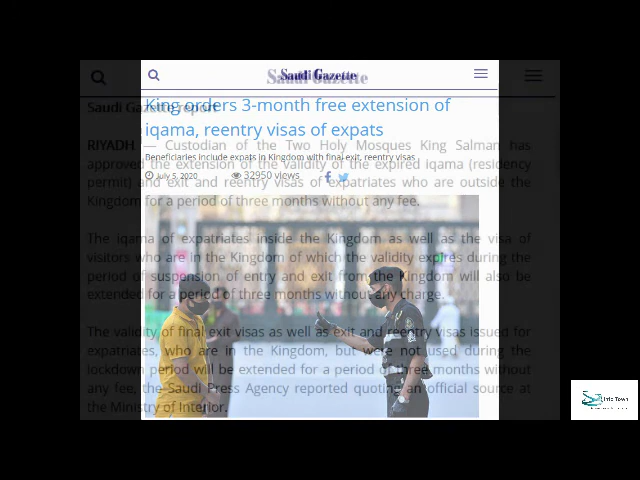 Saudi Gazette
King orders 3-month free extension of
iqama, reentry visas of expats
Beneficiaries include expats in Kingdom with final exit, reentry visas
July 5, 2020 32950 views
Saudi Gazette
Saudi Gazette report
RIYADH — Custodian of the Two Holy Mosques King Salman has
approved the extension of the validity of the expired iqama (residency
permit) and exit and reentry visas of expatriates who are outside the
Kingdom for a period of three months without any fee.
The iqama of expatriates inside the Kingdom as well as the visa of
visitors who are in the Kingdom of which the validity expires during the
period of suspension of entry and exit from the Kingdom will also be
extended for a period of three months without any charge.
The validity of final exit visas as well as exit and reentry visas issued for
expatriates, who are in the Kingdom, but were not used during the
lockdown period will be extended for a period of three months without
any fee, the Saudi Press Agency reported quoting an official source at
the Ministry of Interior.
Info Town